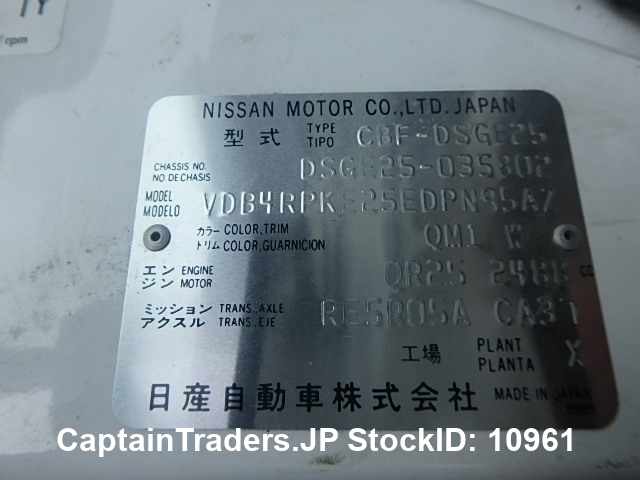 rpm
NISSAN MOTOR CO.,LTD. JAPAN
型式 TYPE TIPO CBF-DSGE25
CHASSIS NO. NO. DE CHASIS DSGE25-035802
MODEL MODELO VDB4RPKE25EDPN95AZ
カラー COLOR,TRIM QM1 W
トリム COLOR,GUARNICION
エンジン ENGINE MOTOR QR25 2488 cc
ミッション TRANS.,AXLE RE5R05A CA37
アクスル TRANS.,EJE
工場 PLANT PLANTA X
日産自動車株式会社 MADE IN JAPAN
CaptainTraders.JP StockID: 10961